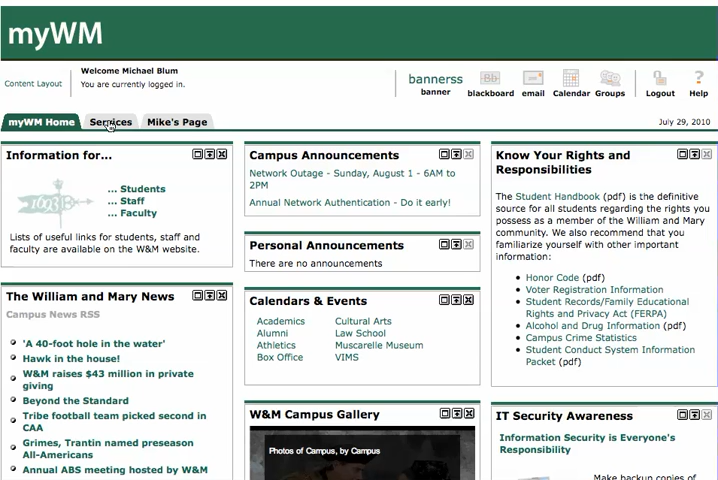 myWM
Content Layout
Welcome Michael Blum
You are currently logged in.
bannerss
banner
Bb
blackboard
email
Calendar
Groups
Logout
?
Help
myWM Home
Services
Mike's Page
July 29, 2010
Information for...
1693
... Students
... Staff
... Faculty
Lists of useful links for students, staff and
faculty are available on the W&M website.
The William and Mary News
Campus News RSS
'A 40-foot hole in the water'
Hawk in the house!
W&M raises $43 million in private
giving
Beyond the Standard
Tribe football team picked second in
CAA
Grimes, Trantin named preseason
All-Americans
Annual ABS meeting hosted by W&M
Campus Announcements
Network Outage - Sunday, August 1 - 6AM to
2PM
Annual Network Authentication - Do it early!
Personal Announcements
There are no announcements
Calendars & Events
Academics
Cultural Arts
Alumni
Law School
Athletics
Muscarelle Museum
Box Office
VIMS
W&M Campus Gallery
Photos of Campus, by Campus
Know Your Rights and
Responsibilities
The Student Handbook (pdf) is the definitive
source for all students regarding the rights you
possess as a member of the William and Mary
community. We also recommend that you
familiarize yourself with other important
information:
Honor Code (pdf)
Voter Registration Information
Student Records/Family Educational
Rights and Privacy Act (FERPA)
Alcohol and Drug Information (pdf)
Campus Crime Statistics
Student Conduct System Information
Packet (pdf)
IT Security Awareness
Information Security is Everyone's
Responsibility
Make backup copies of